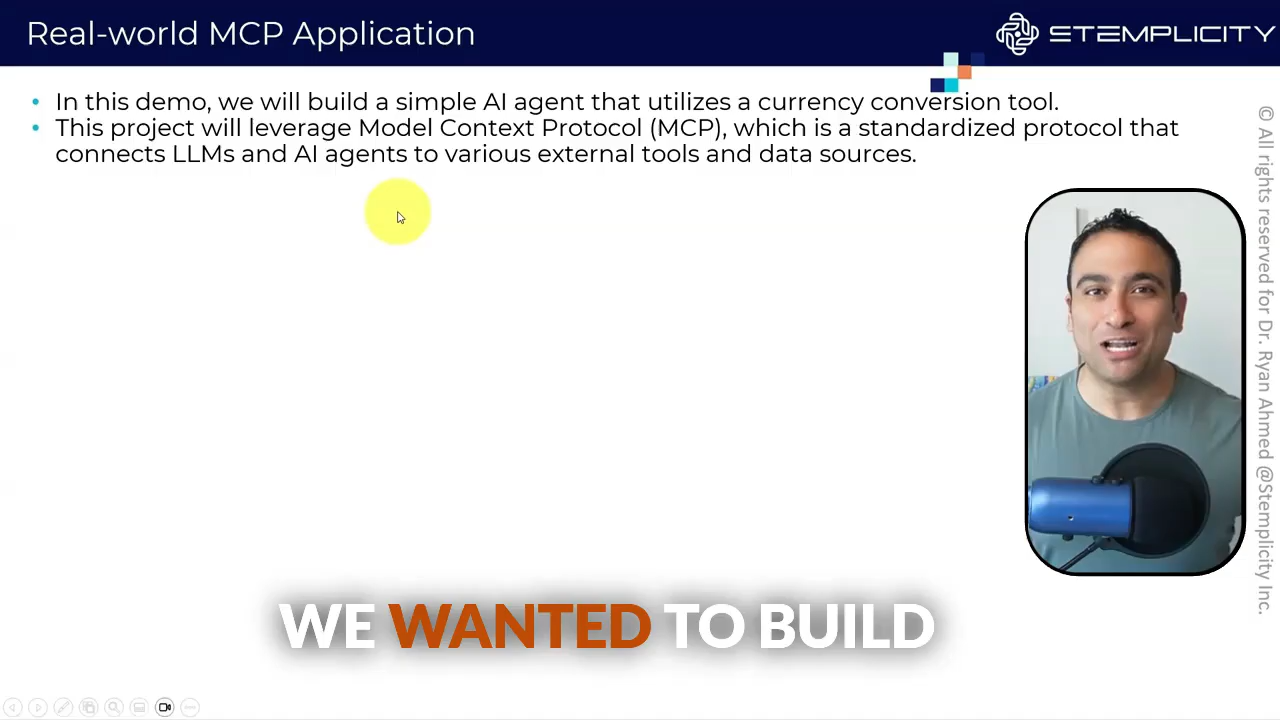 Real-world MCP Application
STEMPLICITY
• In this demo, we will build a simple AI agent that utilizes a currency conversion tool.
• This project will leverage Model Context Protocol (MCP), which is a standardized protocol that
connects LLMs and AI agents to various external tools and data sources.
© All rights reserved for Dr. Ryan Ahmed @Stemplicity Inc.
WE WANTED TO BUILD